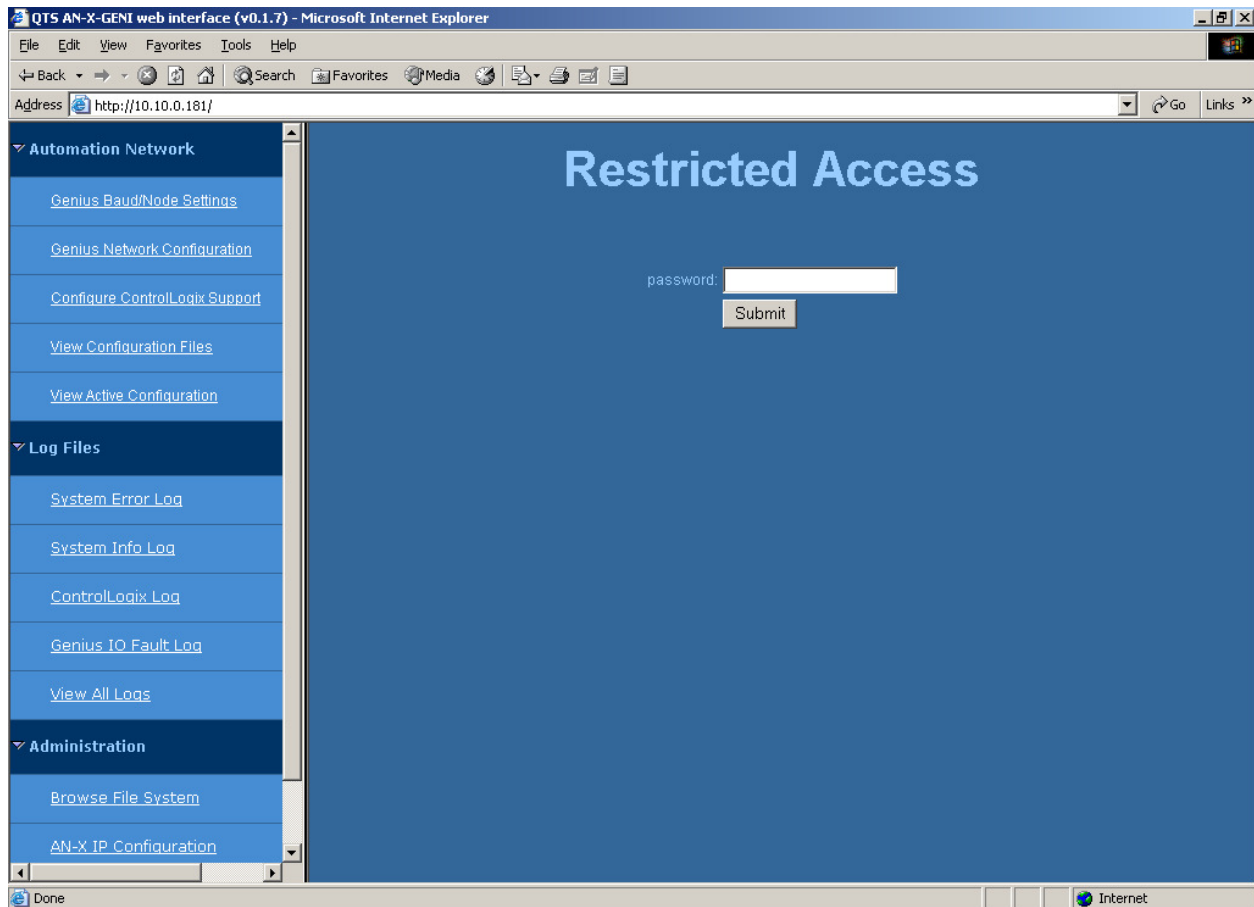 QTS AN-X-GENI web interface (v0.1.7) - Microsoft Internet Explorer
File Edit View Favorites Tools Help
Back Search Favorites Media
Address http://10.10.0.181/ Go Links »
Automation Network
Genius Baud/Node Settings
Genius Network Configuration
Configure ControlLogix Support
View Configuration Files
View Active Configuration
Log Files
System Error Log
System Info Log
ControlLogix Log
Genius IO Fault Log
View All Logs
Administration
Browse File System
AN-X IP Configuration
Restricted Access
password:
Submit
Done Internet